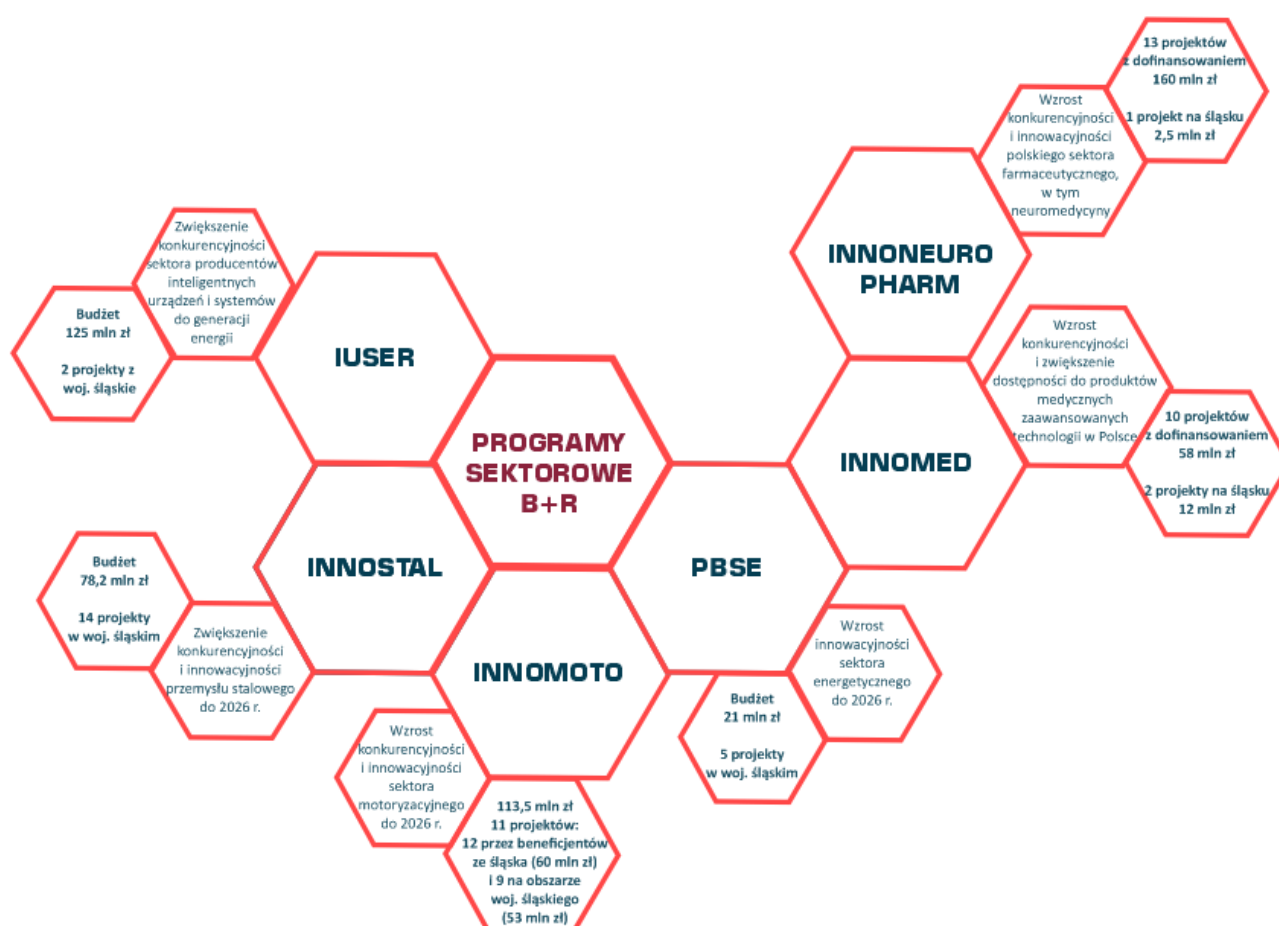 13 projektów
z dofinansowaniem
160 mln zł
1 projekt na śląsku
2,5 mln zł
Wzrost
konkurencyjności
i innowacyjności
polskiego sektora
farmaceutycznego,
w tym
neuromedycyny
INNONEURO
PHARM
Zwiększenie
konkurencyjności
sektora producentów
inteligentnych
urządzeń i systemów
do generacji
energii
Budżet
125 mln zł
2 projekty z
woj. śląskie
IUSER
PROGRAMY
SEKTOROWE
B+R
Wzrost
konkurencyjności
i zwiększenie
dostępności do produktów
medycznych
zaawansowanych
technologii w Polsce
10 projektów
z dofinansowaniem
58 mln zł
2 projekty na śląsku
12 mln zł
INNOMED
INNOSTAL
PBSE
Budżet
78,2 mln zł
14 projekty
w woj. śląskim
Zwiększenie
konkurencyjności
i innowacyjności
przemysłu stalowego
do 2026 r.
INNOMOTO
Wzrost
innowacyjności
sektora
energetycznego
do 2026 r.
Budżet
21 mln zł
5 projekty
w woj. śląskim
Wzrost
konkurencyjności
i innowacyjności
sektora
motoryzacyjnego
do 2026 r.
113,5 mln zł
11 projektów:
12 przez beneficjentów
ze śląska (60 mln zł)
i 9 na obszarze
woj. śląskiego
(53 mln zł)